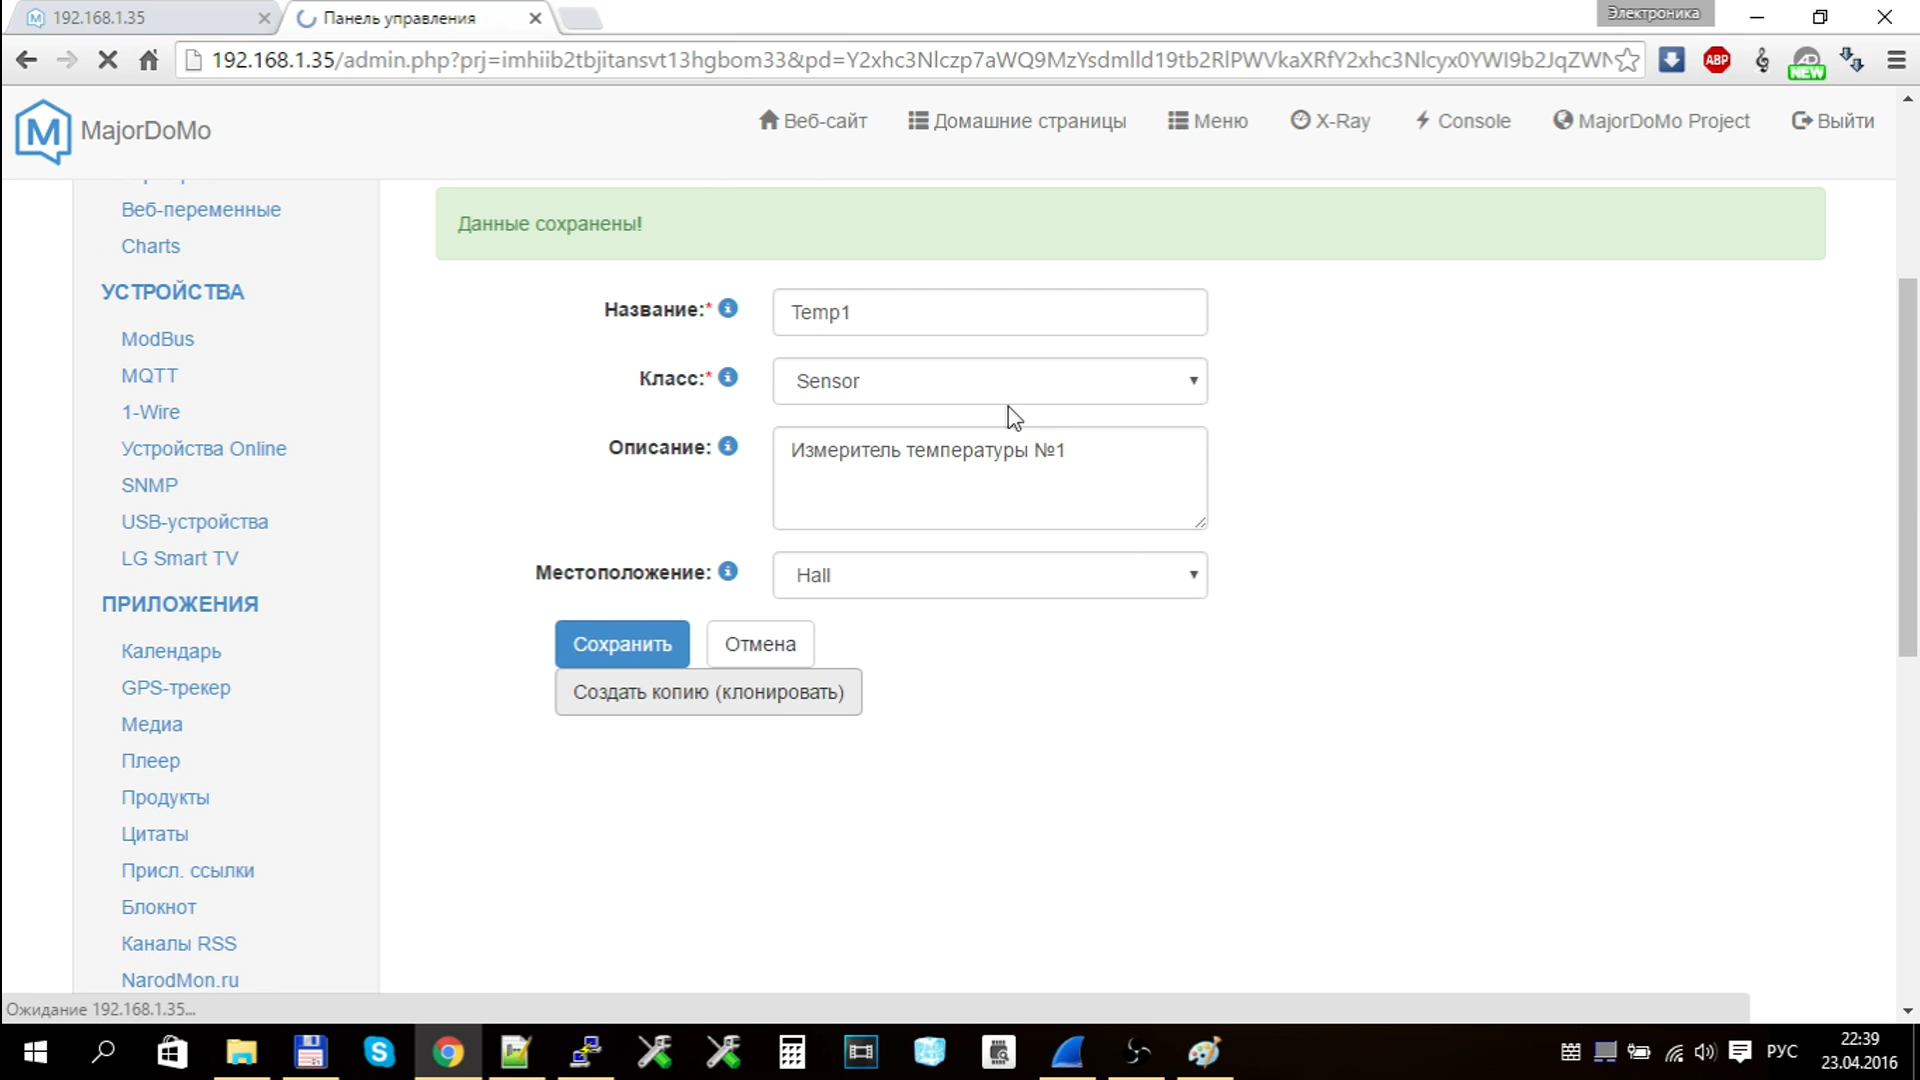 192.168.1.35
Панель управления
Электроника
192.168.1.35/admin.php?prj=imhiib2tbjitansvt13hgbom33&pd=Y2xhc3Nlczp7aWQ9MzYsdmlld19tb2RlPWVkaXRfY2xhc3Nlcyx0YWI9b2JqZWN
ABP
NEW
MajorDoMo
Веб-сайт
Домашние страницы
Меню
X-Ray
Console
MajorDoMo Project
Выйти
Веб-переменные
Charts
УСТРОЙСТВА
ModBus
MQTT
1-Wire
Устройства Online
SNMP
USB-устройства
LG Smart TV
ПРИЛОЖЕНИЯ
Календарь
GPS-трекер
Медиа
Плеер
Продукты
Цитаты
Присл. ссылки
Блокнот
Каналы RSS
NarodMon.ru
Данные сохранены!
Название:* Temp1
Класс:* Sensor
Описание: Измеритель температуры №1
Местоположение: Hall
Сохранить
Отмена
Создать копию (клонировать)
Ожидание 192.168.1.35...
РУС
22:39
23.04.2016